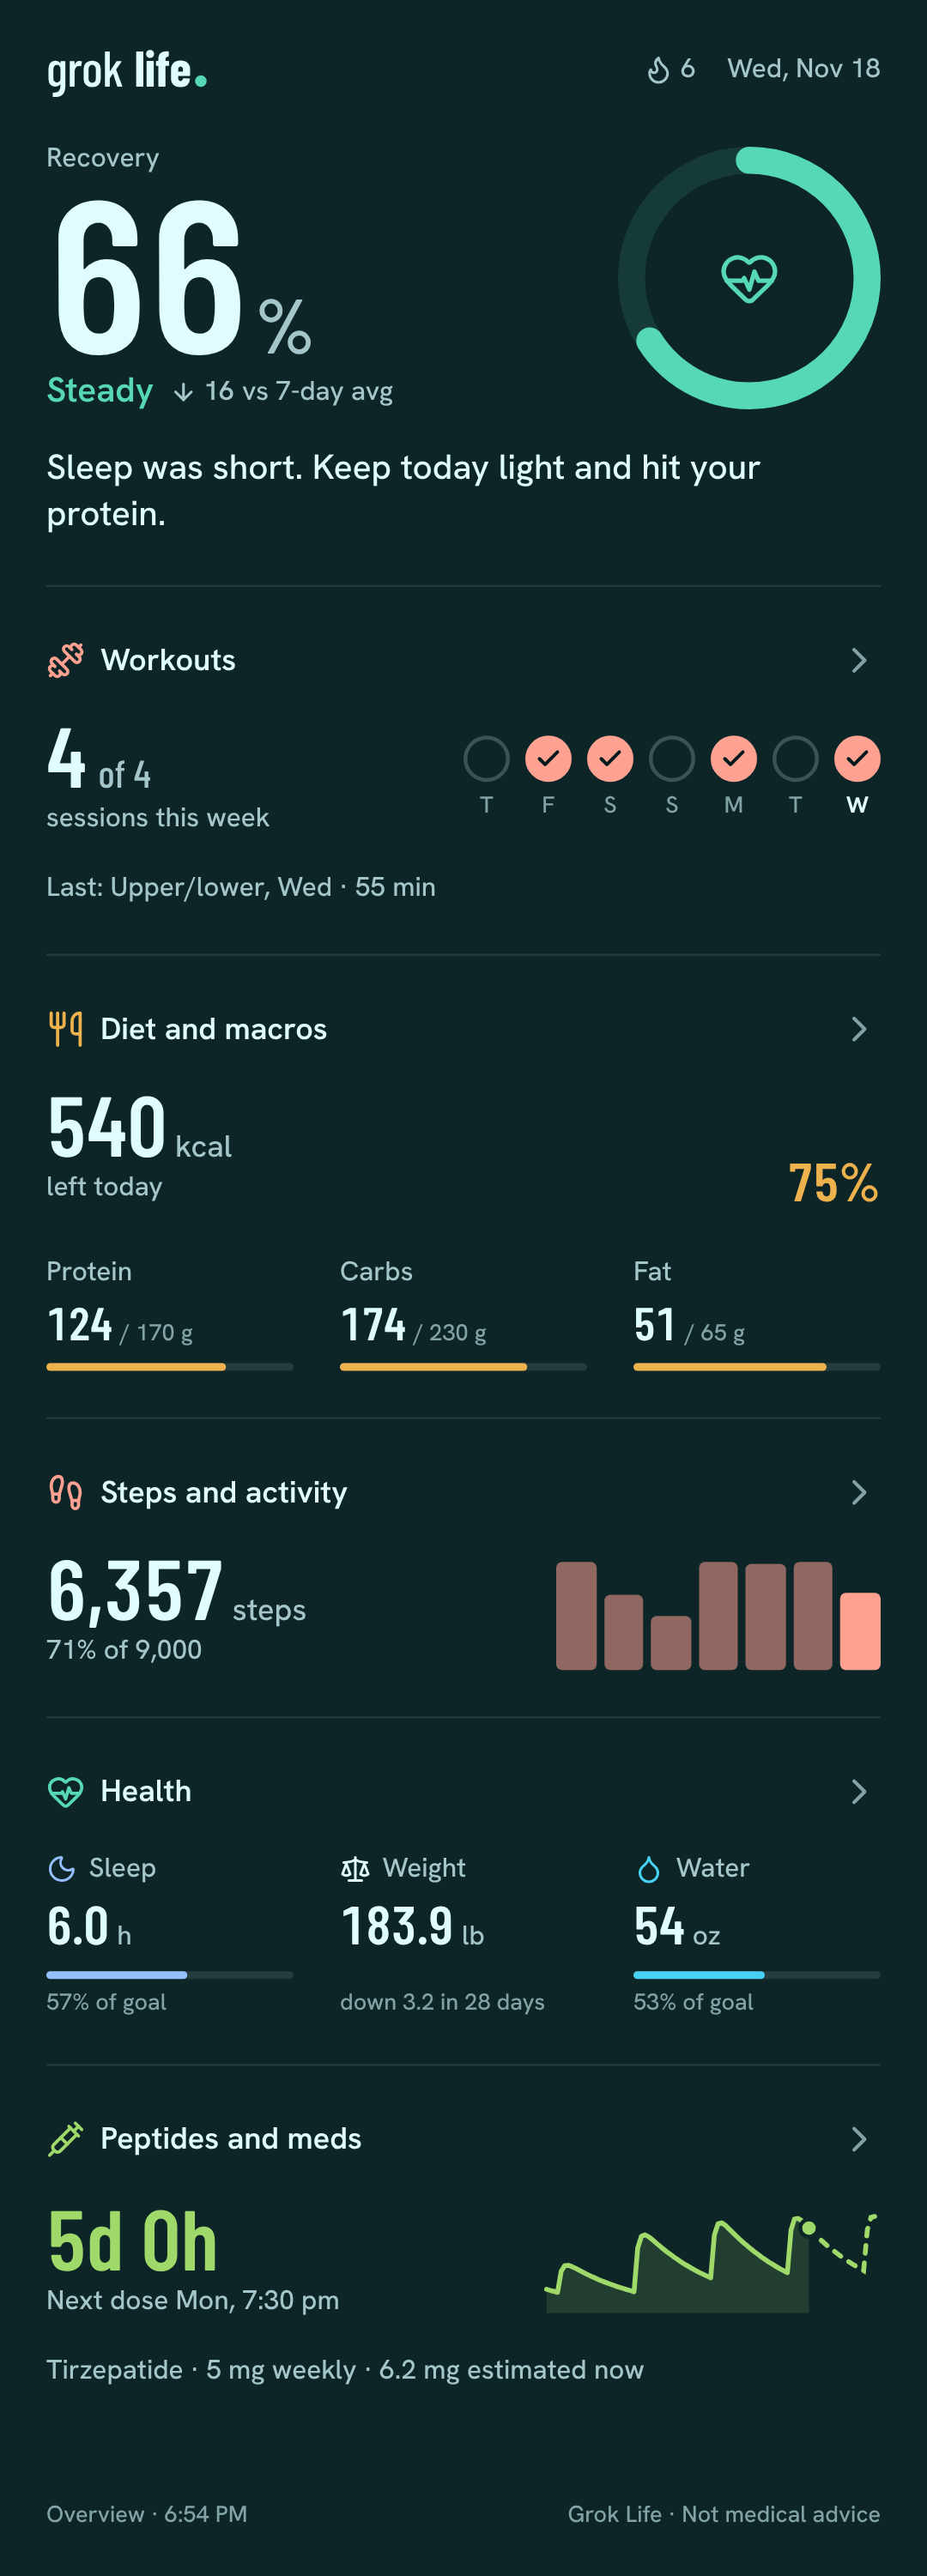 grok life.
6 Wed, Nov 18
Recovery
66 %
Steady ↓ 16 vs 7-day avg
Sleep was short. Keep today light and hit your
protein.
Workouts
4 of 4
sessions this week
T F S S M T W
Last: Upper/lower, Wed · 55 min
Diet and macros
540 kcal
left today
75%
Protein Carbs Fat
124 / 170 g 174 / 230 g 51 / 65 g
Steps and activity
6,357 steps
71% of 9,000
Health
Sleep Weight Water
6.0 h 183.9 lb 54 oz
57% of goal down 3.2 in 28 days 53% of goal
Peptides and meds
5d 0h
Next dose Mon, 7:30 pm
Tirzepatide · 5 mg weekly · 6.2 mg estimated now
Overview · 6:54 PM Grok Life · Not medical advice